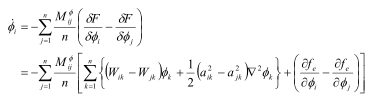 $\dot{\phi}_i = -\sum_{j=1}^{n} \frac{M_{ij}^{\phi}}{n} \left( \frac{\delta F}{\delta \phi_i} - \frac{\delta F}{\delta \phi_j} \right)$
$= -\sum_{j=1}^{n} \frac{M_{ij}^{\phi}}{n} \left[ \sum_{k=1}^{n} \left\{ \left( W_{ik} - W_{jk} \right) \phi_k + \frac{1}{2} \left( a_{ik}^2 - a_{jk}^2 \right) \nabla^2 \phi_k \right\} + \left( \frac{\partial f_e}{\partial \phi_i} - \frac{\partial f_e}{\partial \phi_j} \right) \right]$